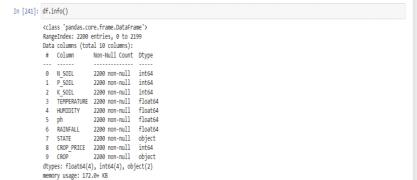 In [241]: df.info()
<class 'pandas.core.frame.DataFrame'>
RangeIndex: 2200 entries, 0 to 2199
Data columns (total 10 columns):
# Column Non-Null Count Dtype
--- ------ -------------- -----
0 N_SOIL 2200 non-null int64
1 P_SOIL 2200 non-null int64
2 K_SOIL 2200 non-null int64
3 TEMPERATURE 2200 non-null float64
4 HUMIDITY 2200 non-null float64
5 ph 2200 non-null float64
6 RAINFALL 2200 non-null float64
7 STATE 2200 non-null object
8 CROP_PRICE 2200 non-null int64
9 CROP 2200 non-null object
dtypes: float64(4), int64(4), object(2)
memory usage: 172.0+ KB